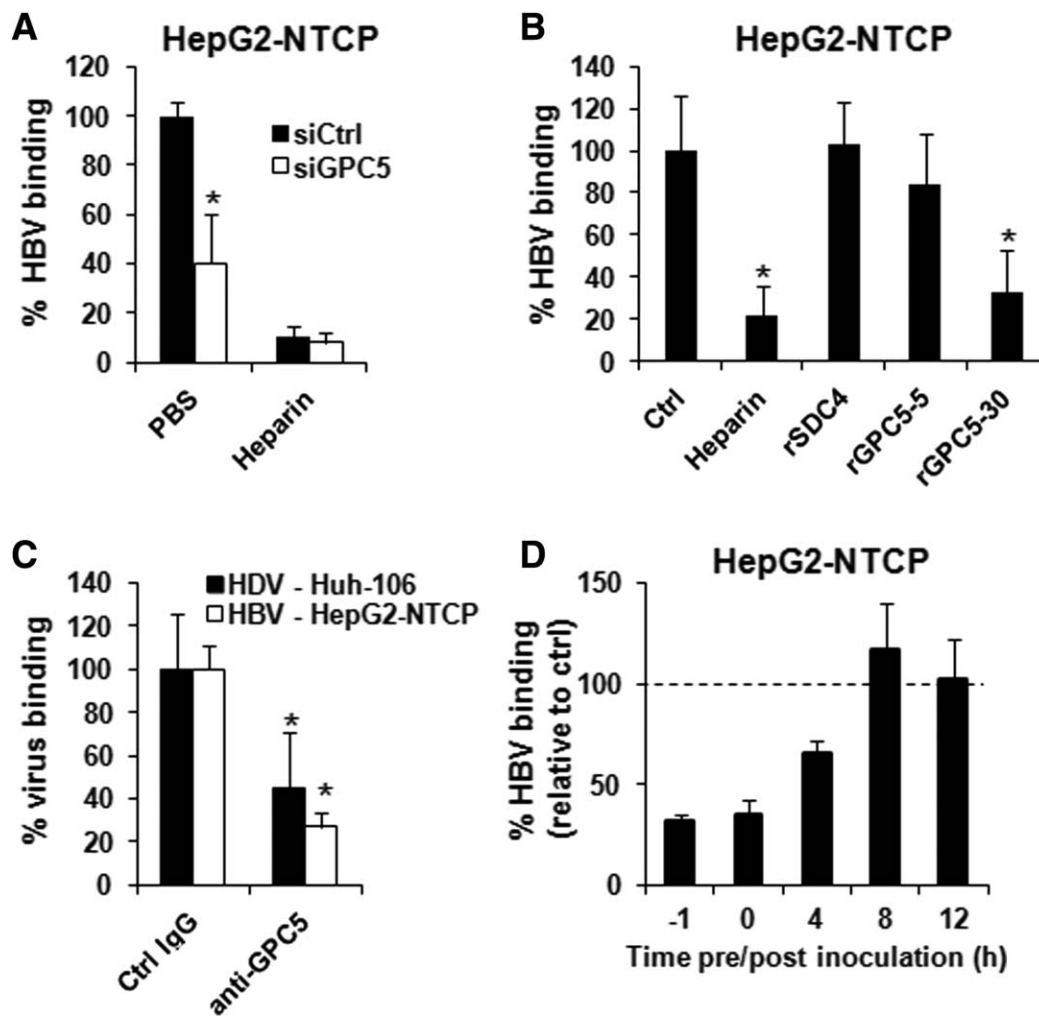 A
HepG2-NTCP
120
100
80
60
40
20
0
% HBV binding
siCtrl
siGPC5
*
PBS
Heparin
B
HepG2-NTCP
140
120
100
80
60
40
20
0
% HBV binding
*
*
Ctrl
Heparin
rSDC4
rGPC5-5
rGPC5-30
C
HDV - Huh-106
HBV - HepG2-NTCP
140
120
100
80
60
40
20
0
% virus binding
*
*
Ctrl IgG
anti-GPC5
D
HepG2-NTCP
150
100
50
0
% HBV binding
(relative to ctrl)
-1 0 4 8 12
Time pre/post inoculation (h)